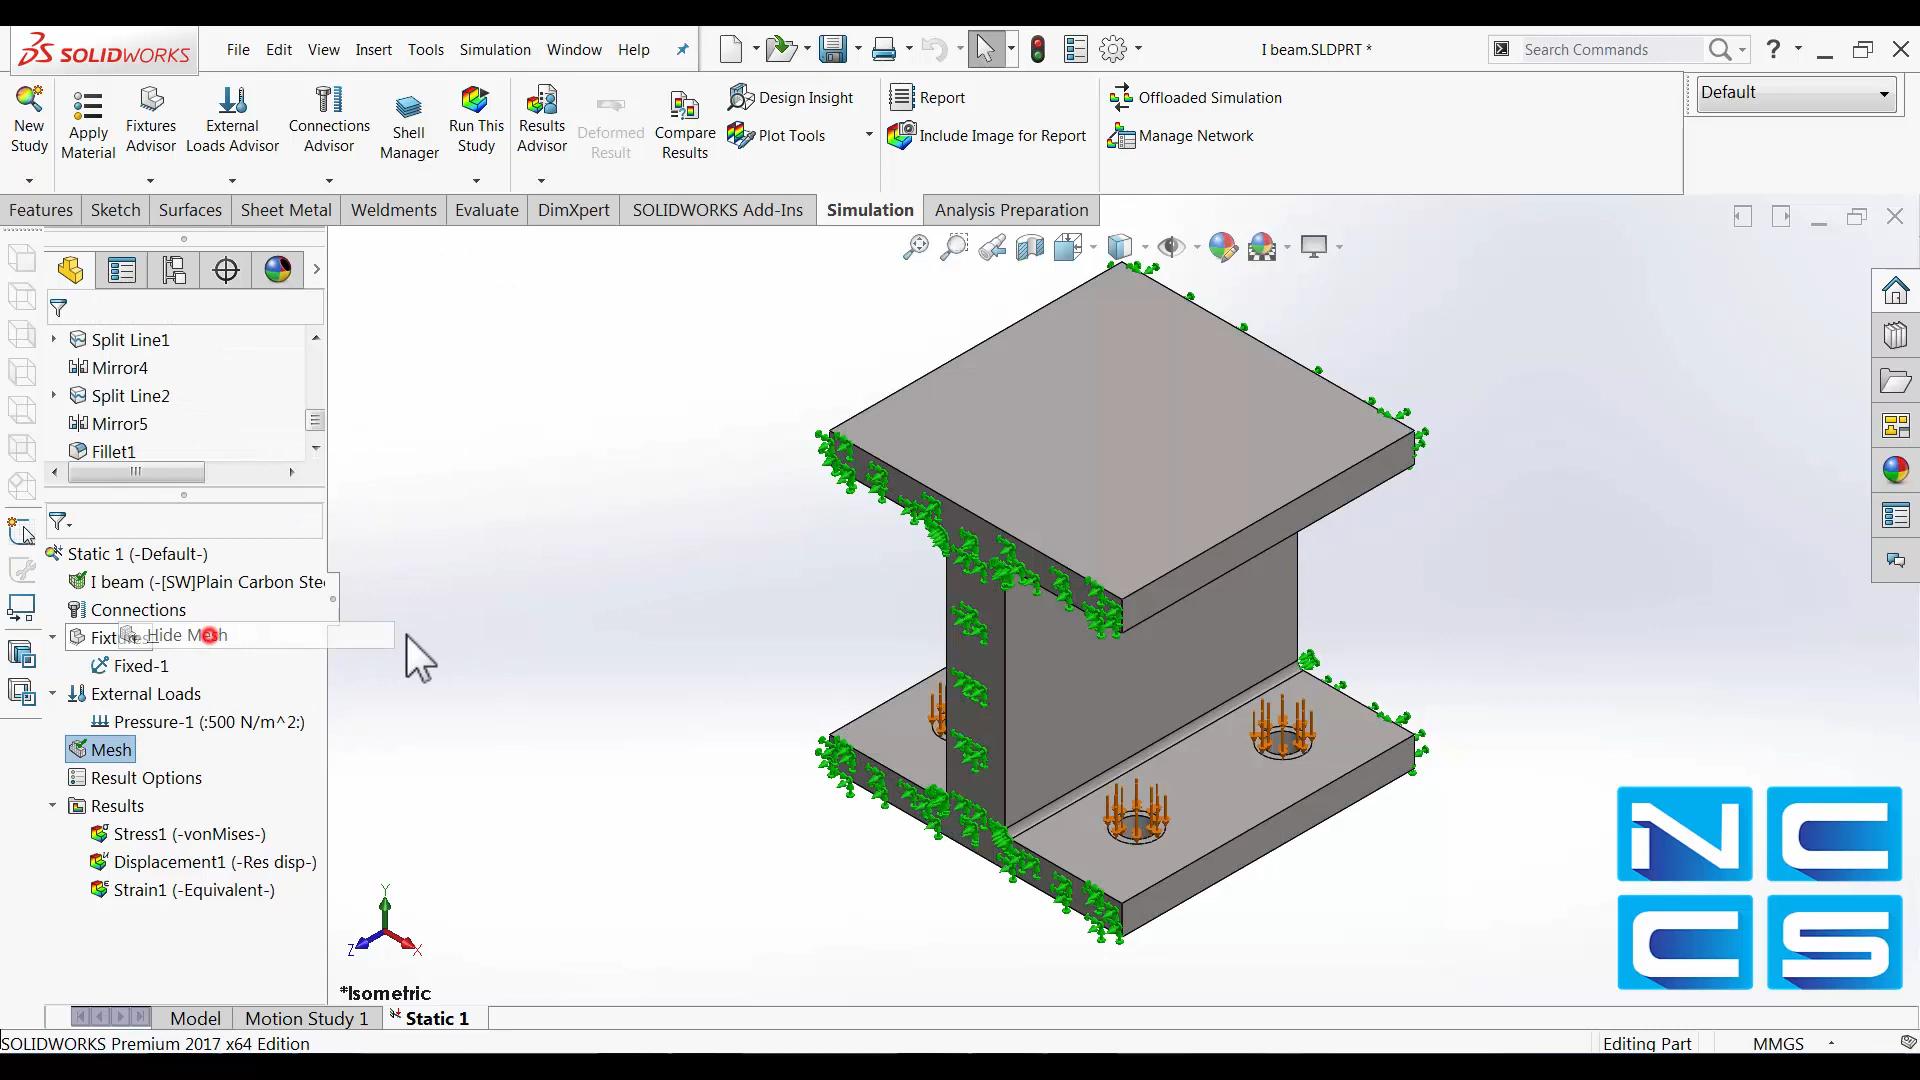 SOLIDWORKS
File Edit View Insert Tools Simulation Window Help
I beam.SLDPRT *
Search Commands
?
New Study
Apply Material
Fixtures Advisor
External Loads Advisor
Connections Advisor
Shell Manager
Run This Study
Results Advisor
Deformed Result
Compare Results
Design Insight
Plot Tools
Report
Include Image for Report
Offloaded Simulation
Manage Network
Default
Features Sketch Surfaces Sheet Metal Weldments Evaluate DimXpert SOLIDWORKS Add-Ins Simulation Analysis Preparation
Split Line1
Mirror4
Split Line2
Mirror5
Fillet1
Static 1 (-Default-)
I beam (-[SW]Plain Carbon Stee
Connections
Hide Mesh
Fixed-1
External Loads
Pressure-1 (:500 N/m^2:)
Mesh
Result Options
Results
Stress1 (-vonMises-)
Displacement1 (-Res disp-)
Strain1 (-Equivalent-)
Y
Z X
*Isometric
NC
CS
Model Motion Study 1 Static 1
SOLIDWORKS Premium 2017 x64 Edition
Editing Part
MMGS